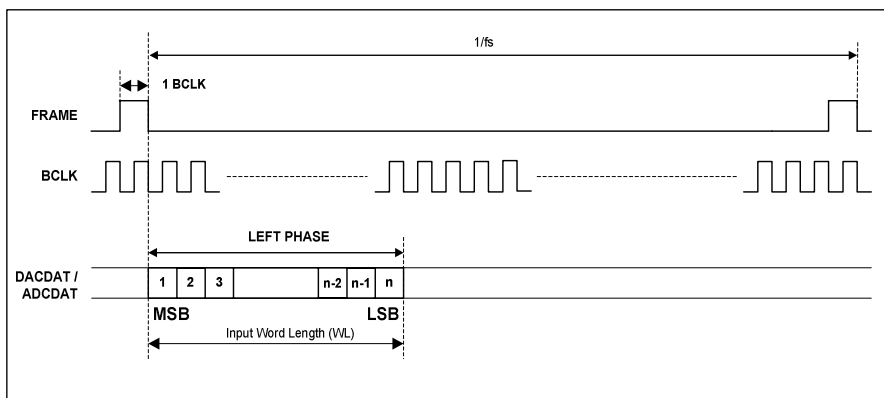 1/fs
1 BCLK
FRAME
BCLK
LEFT PHASE
DACDAT /
ADCDAT
1 2 3 n-2 n-1 n
MSB LSB
Input Word Length (WL)